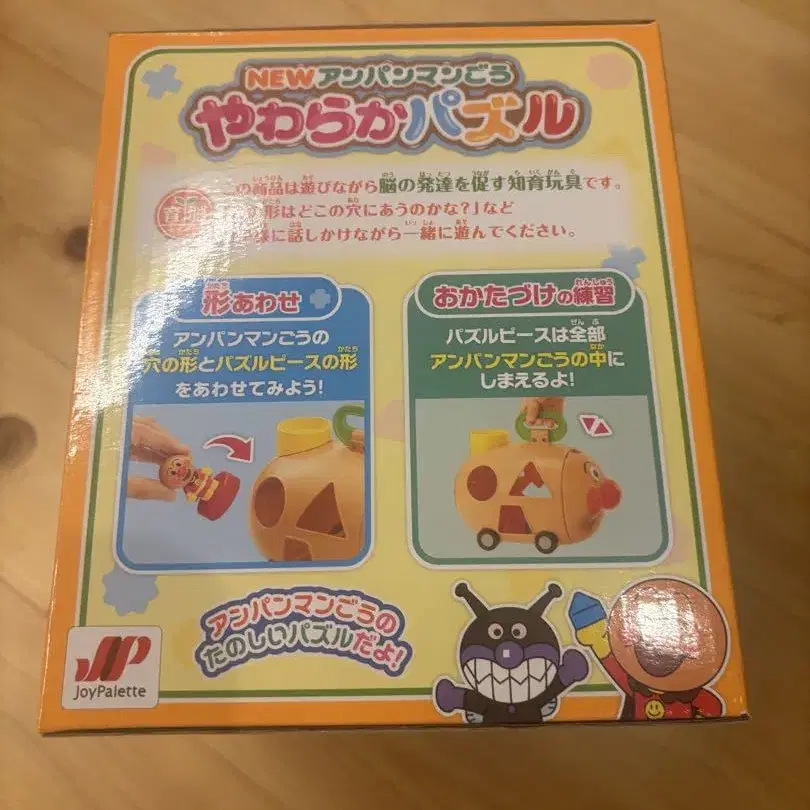 NEWアンパンマンごう
やわらかパズル
の商品は遊びながら脳の発達を促す知育玩具です。
形はどこの穴にあうのかな?」など
様に話しかけながら一緒に遊んでください。
形あわせ
アンパンマンごうの
穴の形とパズルピースの形
をあわせてみよう!
おかたづけの練習
パズルピースは全部
アンパンマンごうの中に
しまえるよ!
アンパンマンごうの
たのしいパズルだよ!
JP
JoyPalette